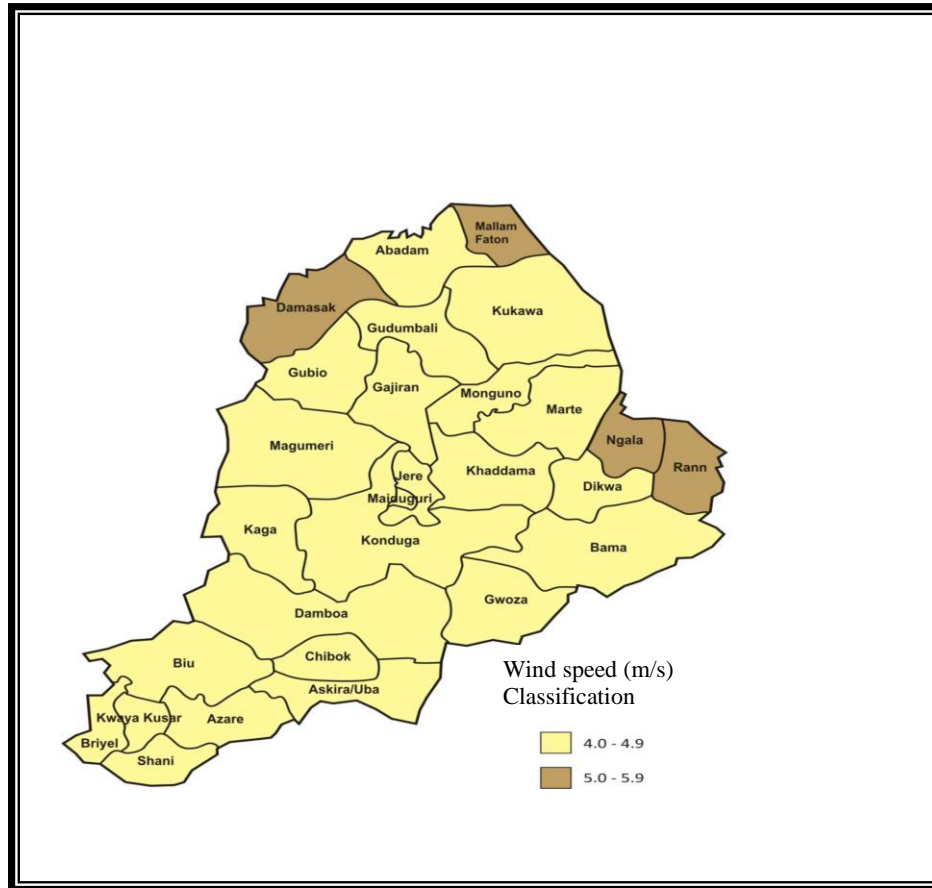 Mallam
Faton
Abadam
Damasak
Kukawa
Gudumbali
Gubio
Gajiran
Monguno
Marte
Magumeri
Ngala
Rann
Khaddama
Jere
Dikwa
Maiduguri
Kaga
Konduga
Bama
Gwoza
Damboa
Chibok
Biu
Askira/Uba
Kwaya Kusar
Azare
Briyel
Shani
Wind speed (m/s)
Classification
4.0 - 4.9
5.0 - 5.9